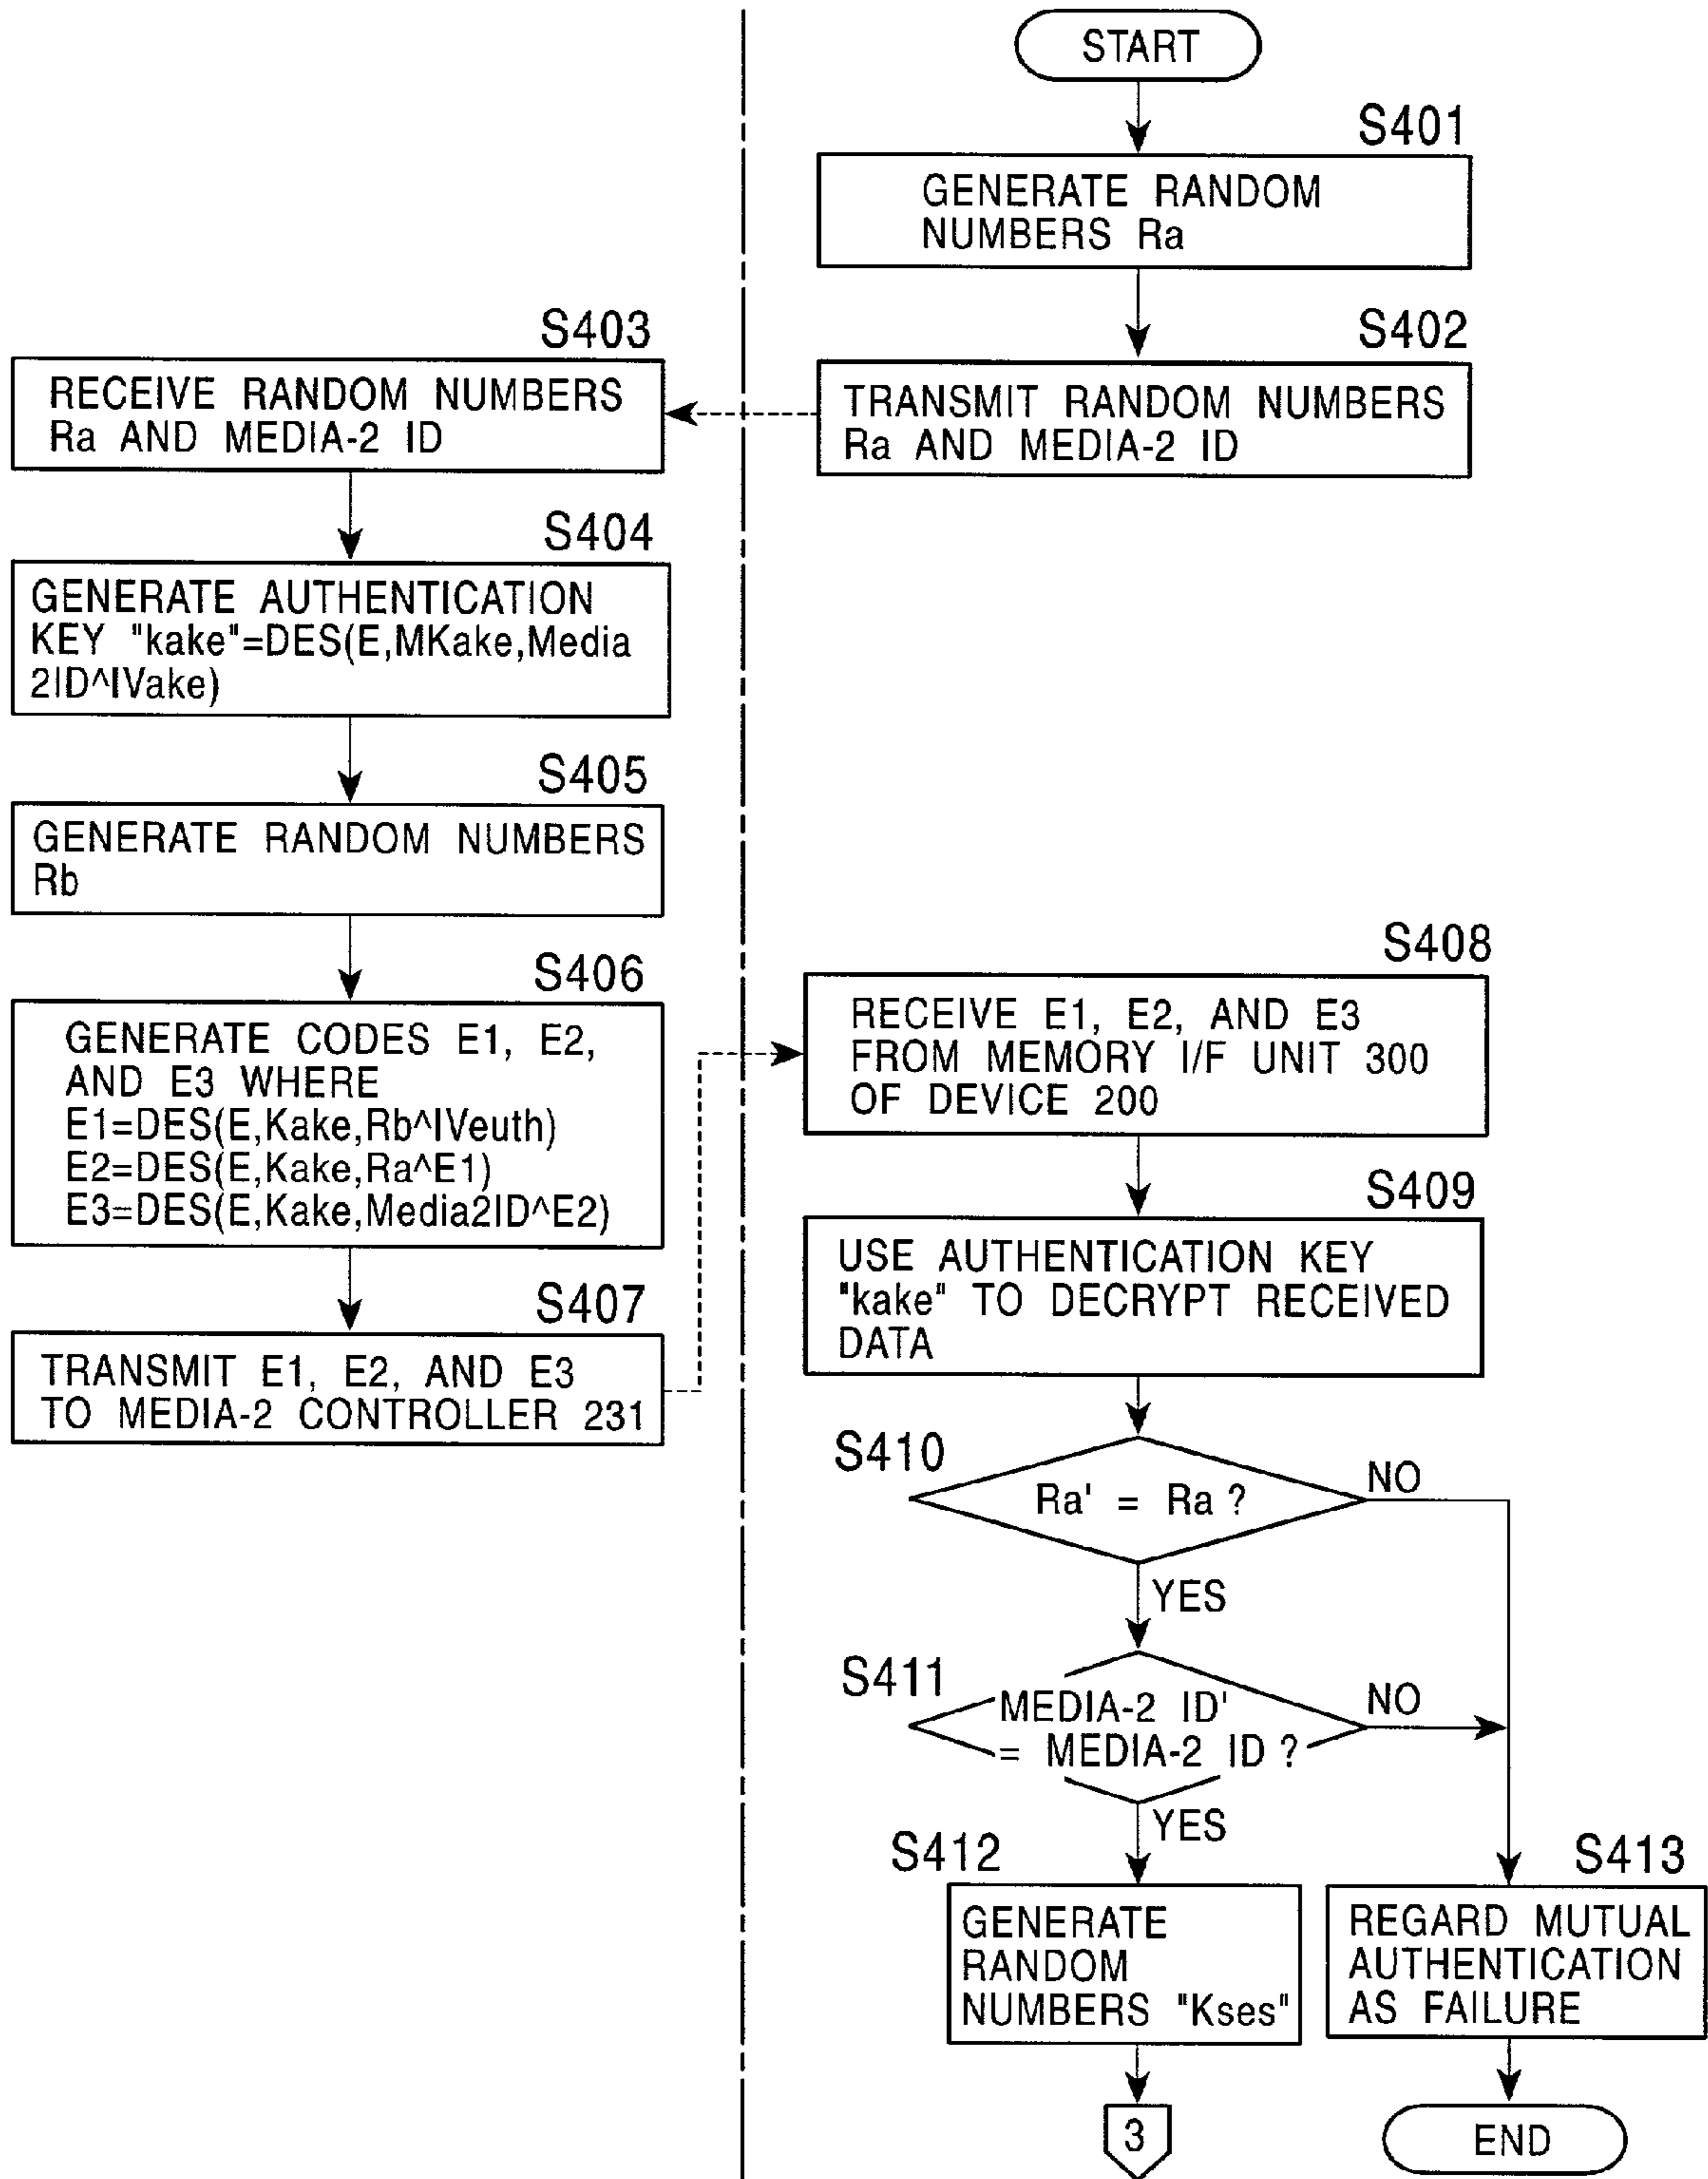 START
S401
GENERATE RANDOM
NUMBERS Ra
S402
TRANSMIT RANDOM NUMBERS
Ra AND MEDIA-2 ID
S403
RECEIVE RANDOM NUMBERS
Ra AND MEDIA-2 ID
S404
GENERATE AUTHENTICATION
KEY "kake"=DES(E,MKake,Media
2ID^IVake)
S405
GENERATE RANDOM NUMBERS
Rb
S406
GENERATE CODES E1, E2,
AND E3 WHERE
E1=DES(E,Kake,Rb^IVeuth)
E2=DES(E,Kake,Ra^E1)
E3=DES(E,Kake,Media2ID^E2)
S407
TRANSMIT E1, E2, AND E3
TO MEDIA-2 CONTROLLER 231
S408
RECEIVE E1, E2, AND E3
FROM MEMORY I/F UNIT 300
OF DEVICE 200
S409
USE AUTHENTICATION KEY
"kake" TO DECRYPT RECEIVED
DATA
S410
Ra' = Ra ?
NO
YES
S411
MEDIA-2 ID'
= MEDIA-2 ID ?
NO
YES
S412
GENERATE
RANDOM
NUMBERS "Kses"
3
S413
REGARD MUTUAL
AUTHENTICATION
AS FAILURE
END